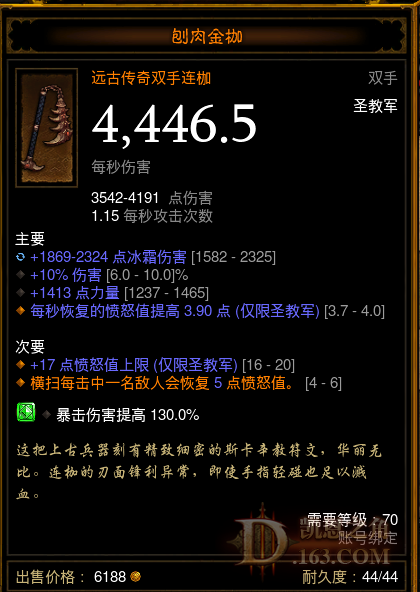 刨肉金枷
远古传奇双手连枷
双手
4,446.5
圣教军
每秒伤害
3542-4191 点伤害
1.15 每秒攻击次数
主要
+1869-2324 点冰霜伤害 [1582 - 2325]
+10% 伤害 [6.0 - 10.0]%
+1413 点力量 [1237 - 1465]
每秒恢复的愤怒值提高 3.90 点 (仅限圣教军) [3.7 - 4.0]
次要
+17 点愤怒值上限 (仅限圣教军) [16 - 20]
横扫每击中一名敌人会恢复 5 点愤怒值。 [4 - 6]
暴击伤害提高 130.0%
这把上古兵器刻有精致细密的斯卡辛教符文，华丽无
比。连枷的刃面锋利异常，即使手指轻碰也足以溅
血。
需要等级：70
账号绑定
凯恩之角
D.163.COM
出售价格： 6188
耐久度：44/44